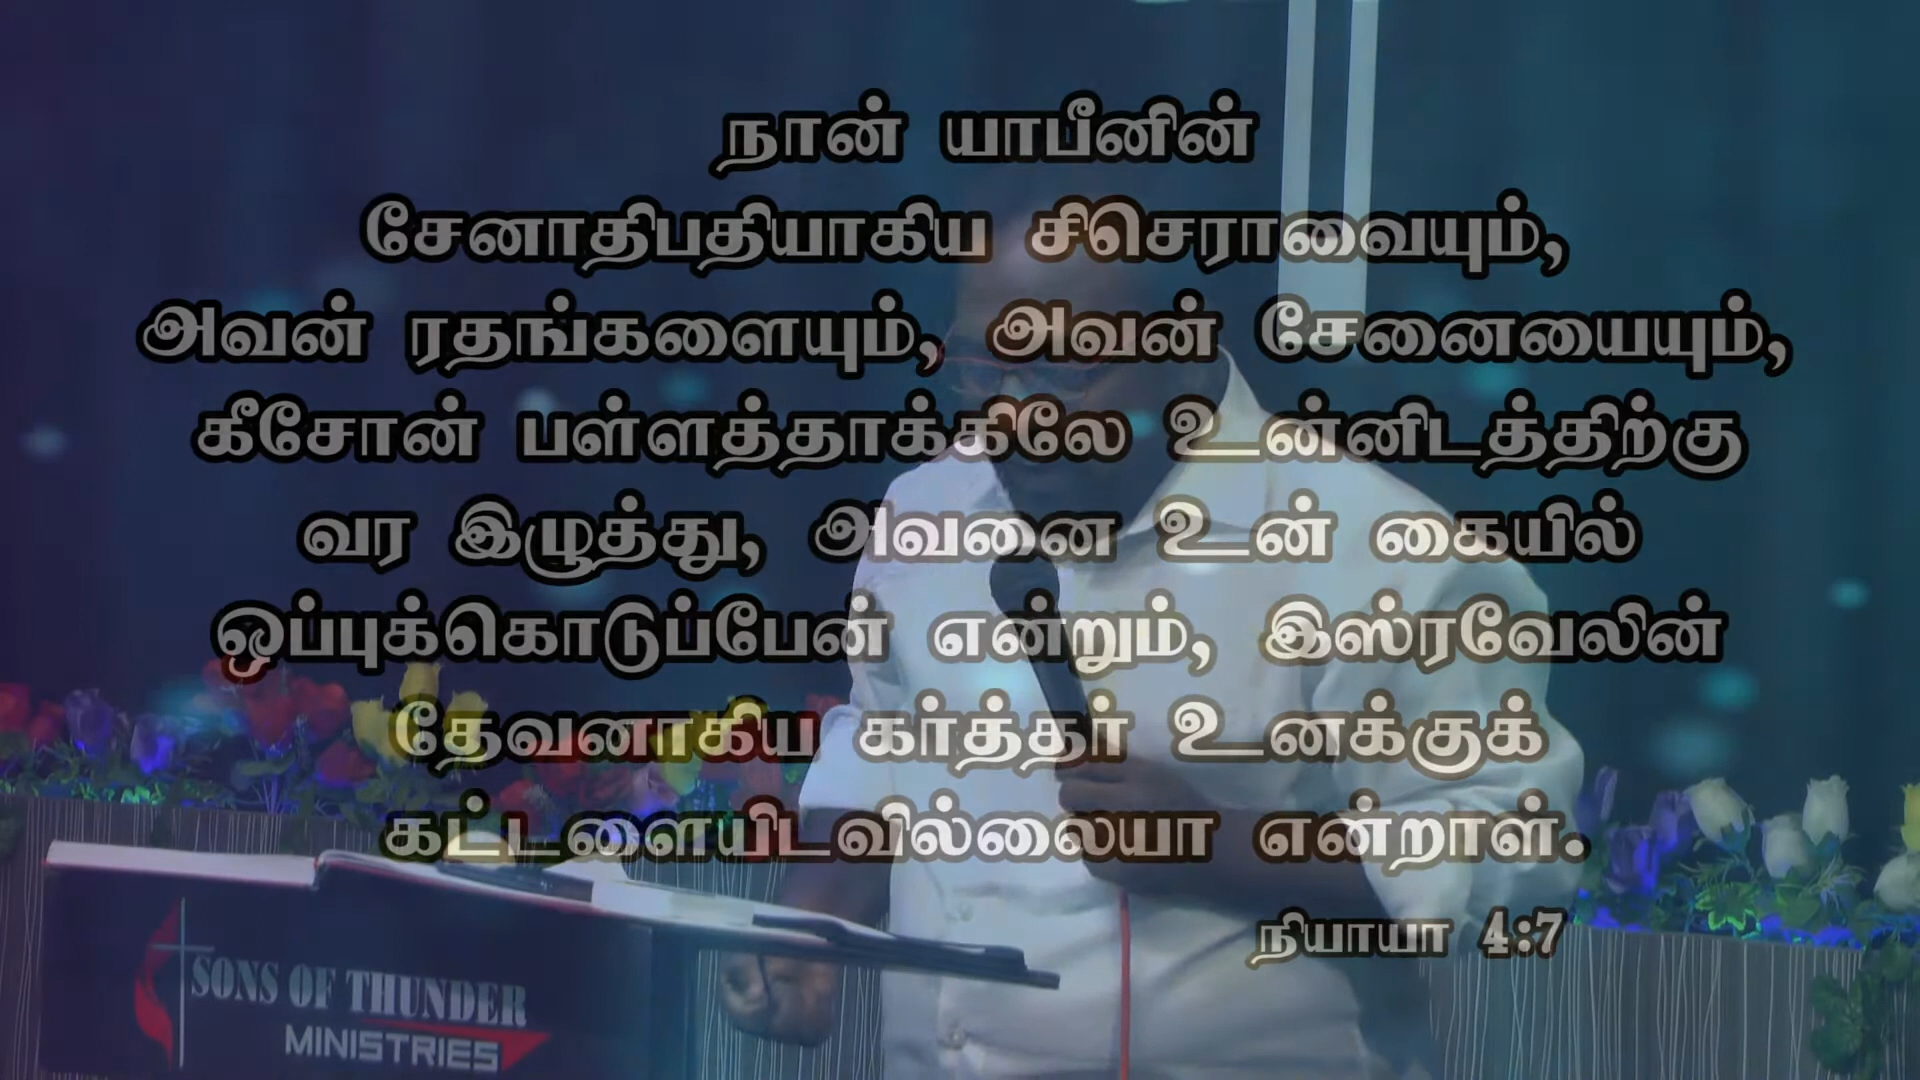 நான் யாபீனின்
சேனாதிபதியாகிய சிசெராவையும்,
அவன் ரதங்களையும், அவன் சேனையையும்,
கீசோன் பள்ளத்தாக்கிலே உன்னிடத்திற்கு
வர இழுத்து, அவனை உன் கையில்
ஒப்புக்கொடுப்பேன் என்றும், இஸ்ரவேலின்
தேவனாகிய கர்த்தர் உனக்குக்
கட்டளையிடவில்லையா என்றாள்.
நியாயா 4:7
SONS OF THUNDER
MINISTRIES